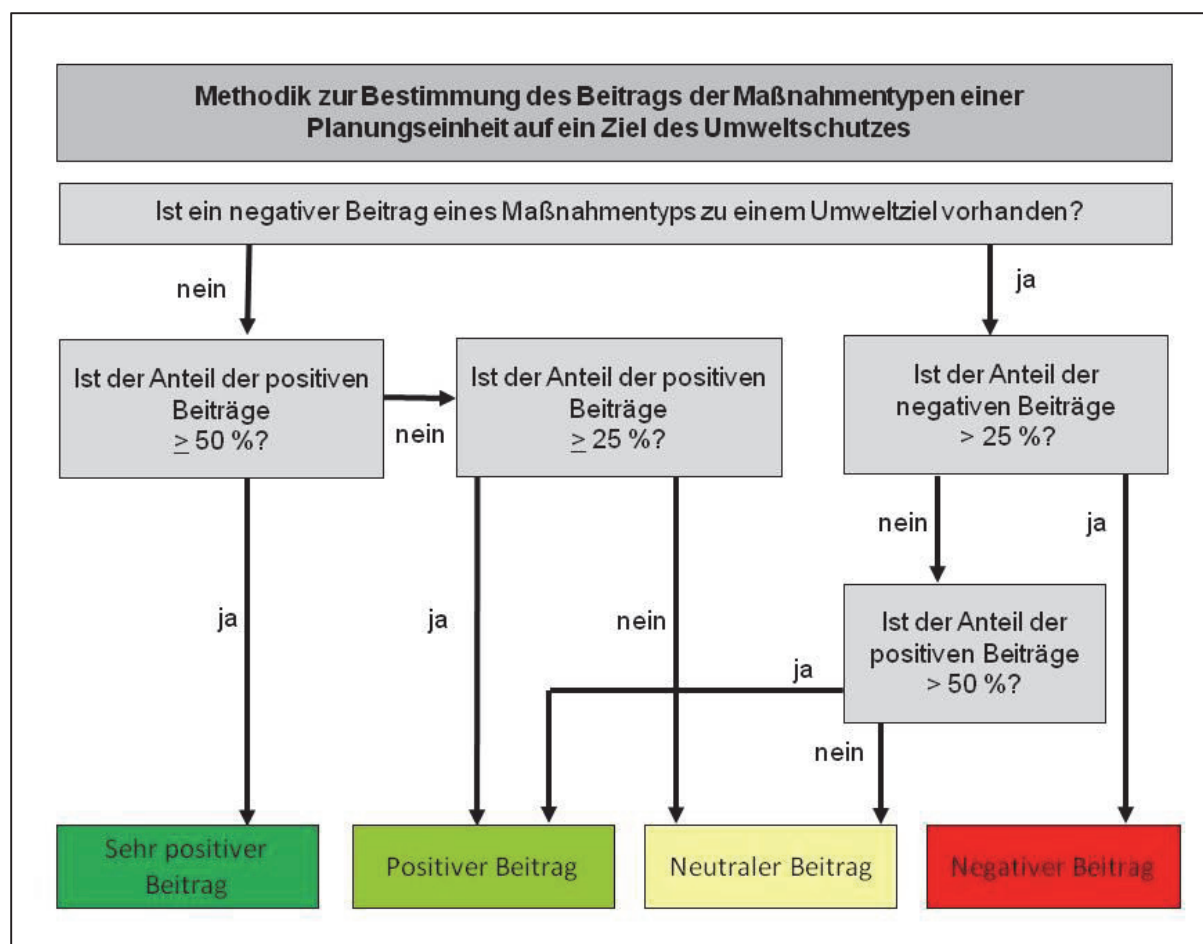 Methodik zur Bestimmung des Beitrags der Maßnahmentypen einer
Planungseinheit auf ein Ziel des Umweltschutzes
Ist ein negativer Beitrag eines Maßnahmentyps zu einem Umweltziel vorhanden?
nein
ja
Ist der Anteil der positiven
Beiträge
≥ 50 %?
nein
Ist der Anteil der positiven
Beiträge
≥ 25 %?
Ist der Anteil der
negativen Beiträge
> 25 %?
nein
ja
ja
ja
nein
Ist der Anteil der
positiven Beiträge
> 50 %?
ja
nein
Sehr positiver
Beitrag
Positiver Beitrag
Neutraler Beitrag
Negativer Beitrag